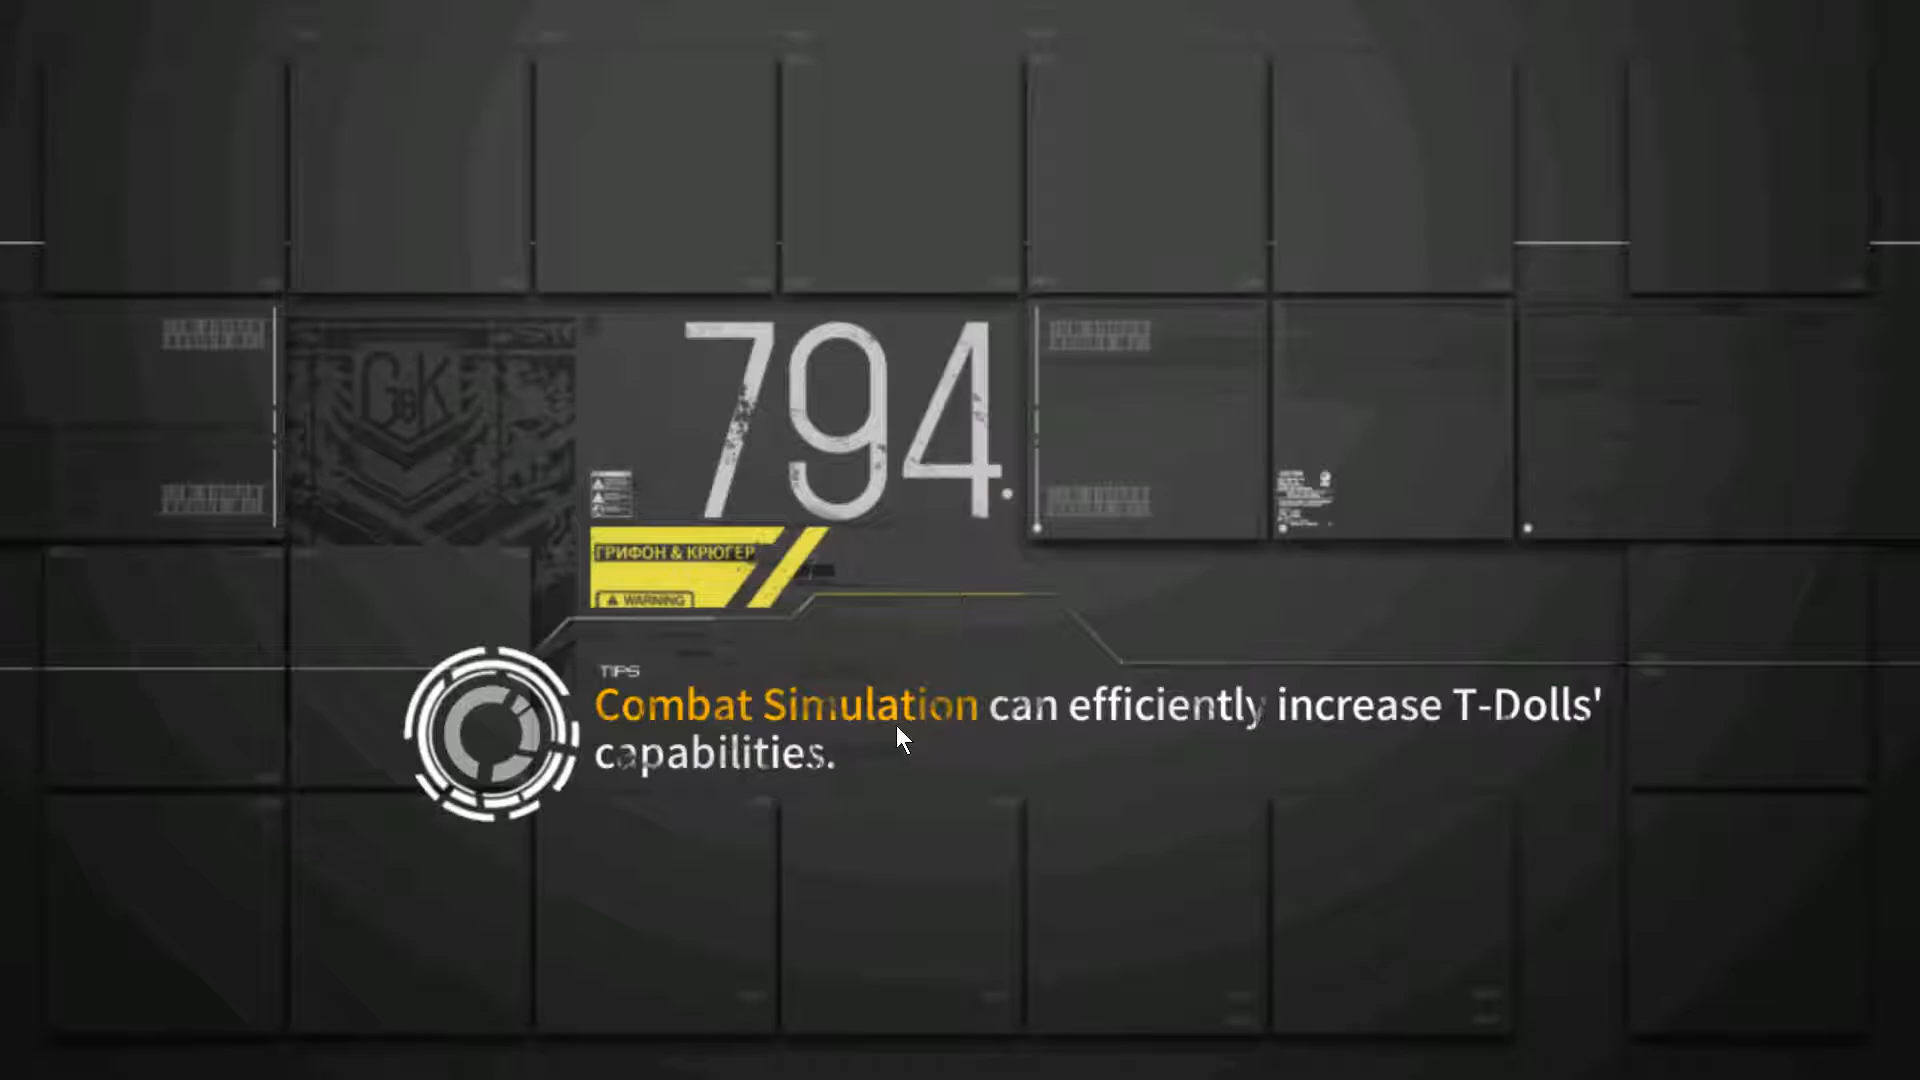 G&K
794.
ГРИФОН & КРЮГЕР
WARNING
TIPS
Combat Simulation can efficiently increase T-Dolls'
capabilities.